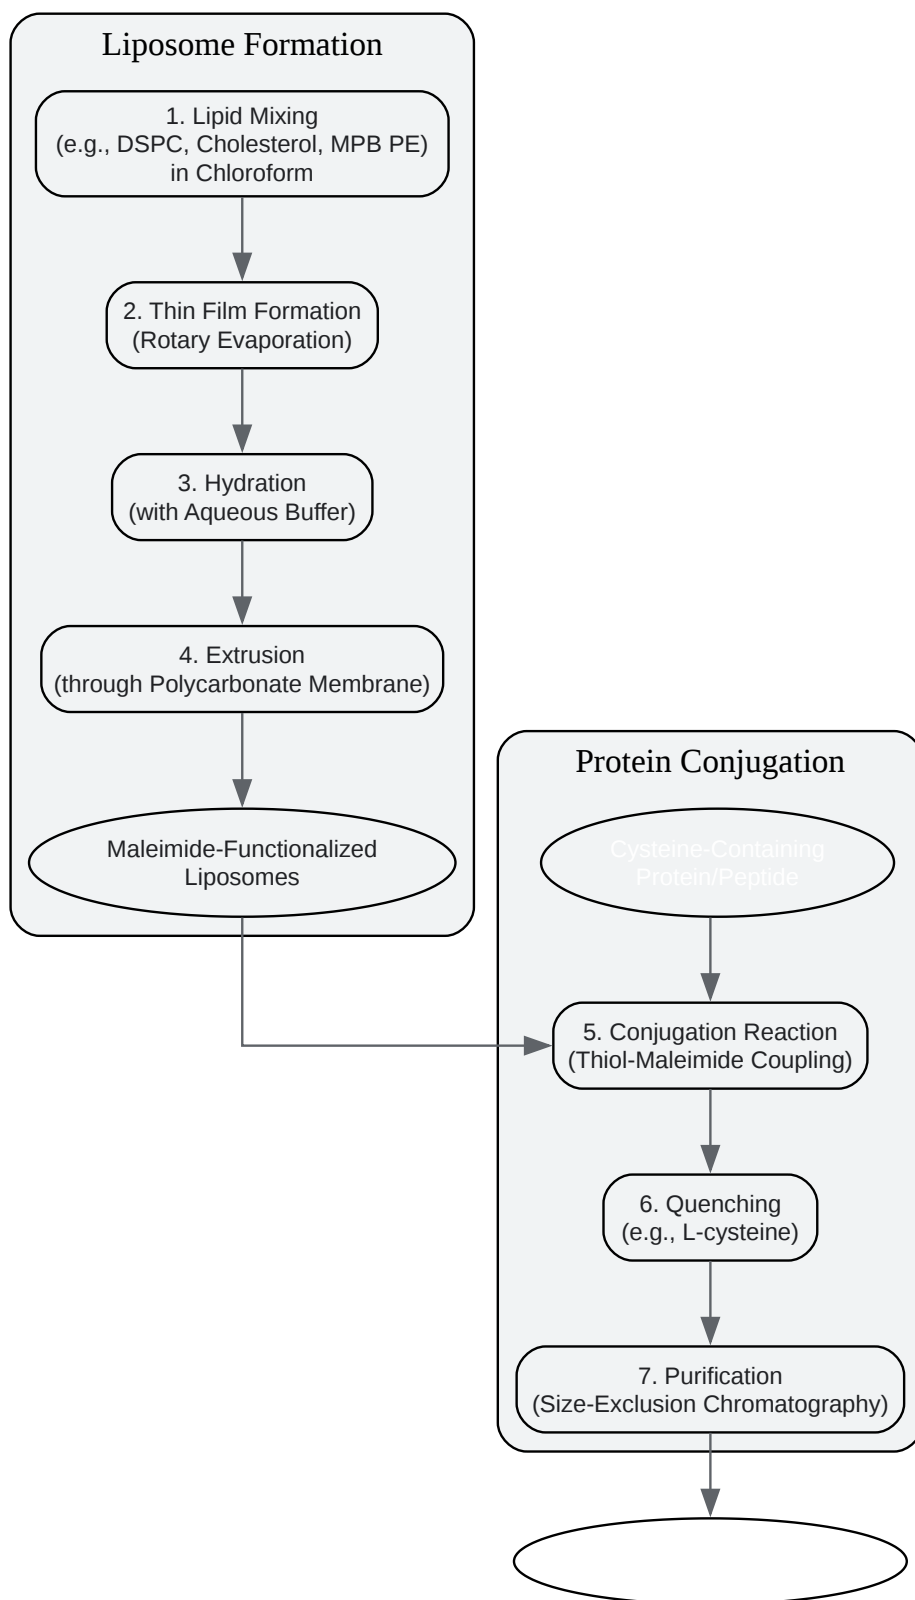 Liposome Formation
1. Lipid Mixing
(e.g., DSPC, Cholesterol, MPB PE)
in Chloroform
2. Thin Film Formation
(Rotary Evaporation)
3. Hydration
(with Aqueous Buffer)
4. Extrusion
(through Polycarbonate Membrane)
Maleimide-Functionalized
Liposomes
Protein Conjugation
Cysteine-Containing
Protein/Peptide
5. Conjugation Reaction
(Thiol-Maleimide Coupling)
6. Quenching
(e.g., L-cysteine)
7. Purification
(Size-Exclusion Chromatography)